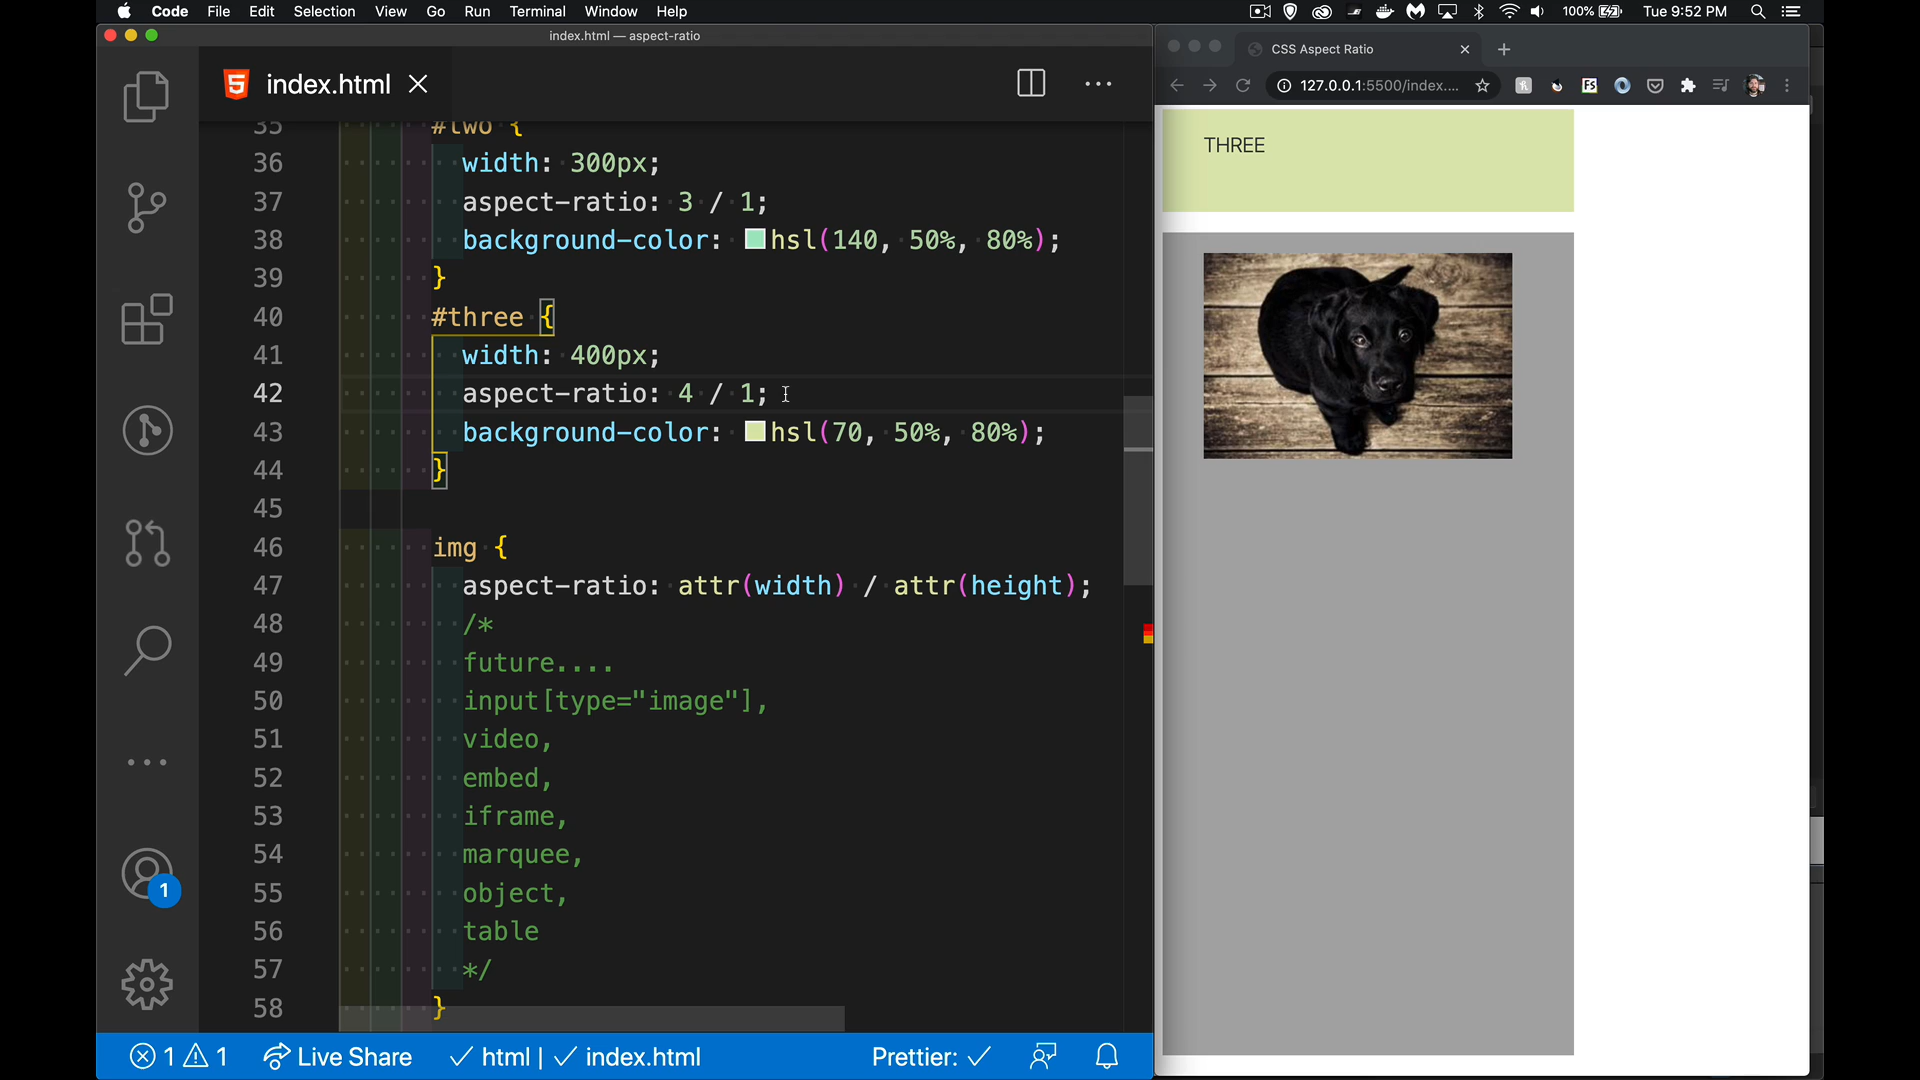 Code File Edit Selection View Go Run Terminal Window Help
100% Tue 9:52 PM
index.html — aspect-ratio
index.html
35 #two {
36 width: 300px;
37 aspect-ratio: 3 / 1;
38 background-color: hsl(140, 50%, 80%);
39 }
40 #three {
41 width: 400px;
42 aspect-ratio: 4 / 1;
43 background-color: hsl(70, 50%, 80%);
44 }
45
46 img {
47 aspect-ratio: attr(width) / attr(height);
48 /*
49 future....
50 input[type="image"],
51 video,
52 embed,
53 iframe,
54 marquee,
55 object,
56 table
57 */
58 }
1
1 1 Live Share html | index.html Prettier:
CSS Aspect Ratio
127.0.0.1:5500/index....
THREE